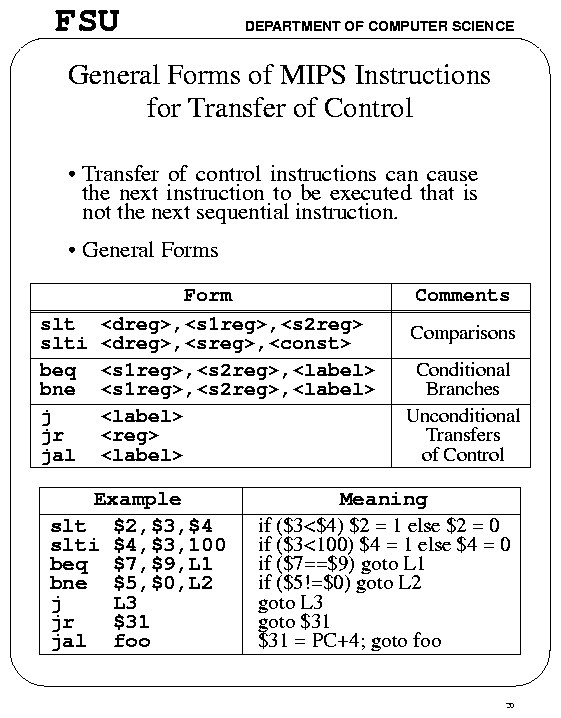 FSU
DEPARTMENT OF COMPUTER SCIENCE
General Forms of MIPS Instructions
for Transfer of Control
• Transfer of control instructions can cause
the next instruction to be executed that is
not the next sequential instruction.
• General Forms
Form Comments
slt <dreg>,<s1reg>,<s2reg>
slti <dreg>,<sreg>,<const>
Comparisons
beq <s1reg>,<s2reg>,<label>
bne <s1reg>,<s2reg>,<label>
Conditional
Branches
j <label>
jr <reg>
jal <label>
Unconditional
Transfers
of Control
Example Meaning
slt $2,$3,$4 if ($3<$4) $2 = 1 else $2 = 0
slti $4,$3,100 if ($3<100) $4 = 1 else $4 = 0
beq $7,$9,L1 if ($7==$9) goto L1
bne $5,$0,L2 if ($5!=$0) goto L2
j L3 goto L3
jr $31 goto $31
jal foo $31 = PC+4; goto foo